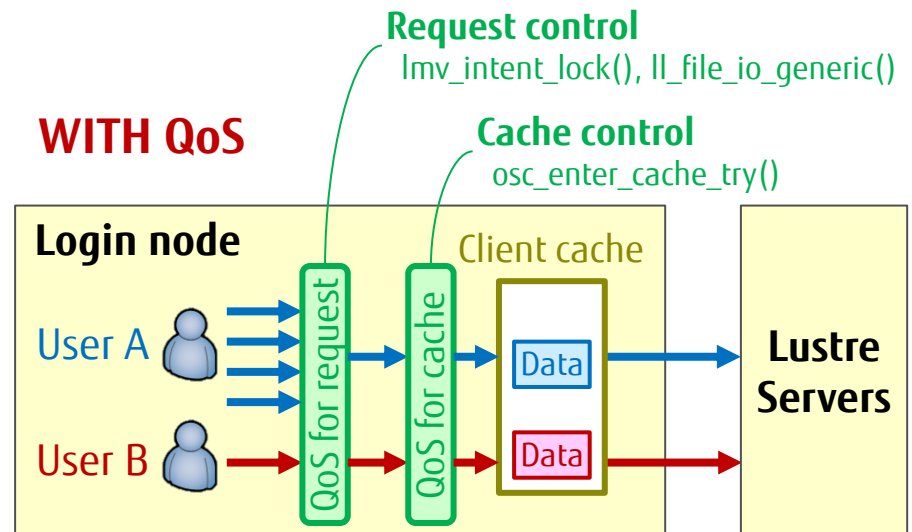 Request control
lmv_intent_lock(), ll_file_io_generic()
WITH QoS
Cache control
osc_enter_cache_try()
Login node
Client cache
User A
QoS for request
QoS for cache
Data
Lustre
Servers
User B
Data